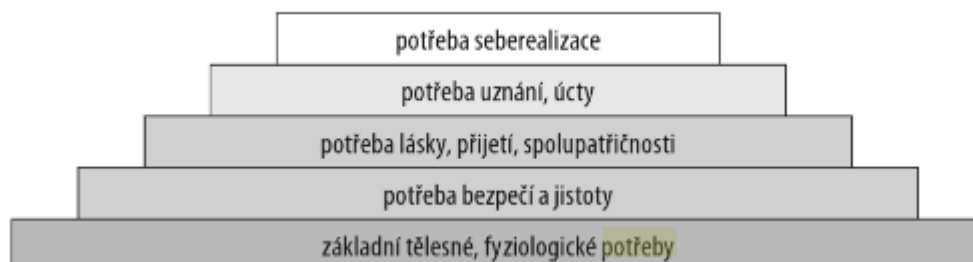 potřeba seberealizace
potřeba uznání, úcty
potřeba lásky, přijetí, spolupatřičnosti
potřeba bezpečí a jistoty
základní tělesné, fyziologické potřeby